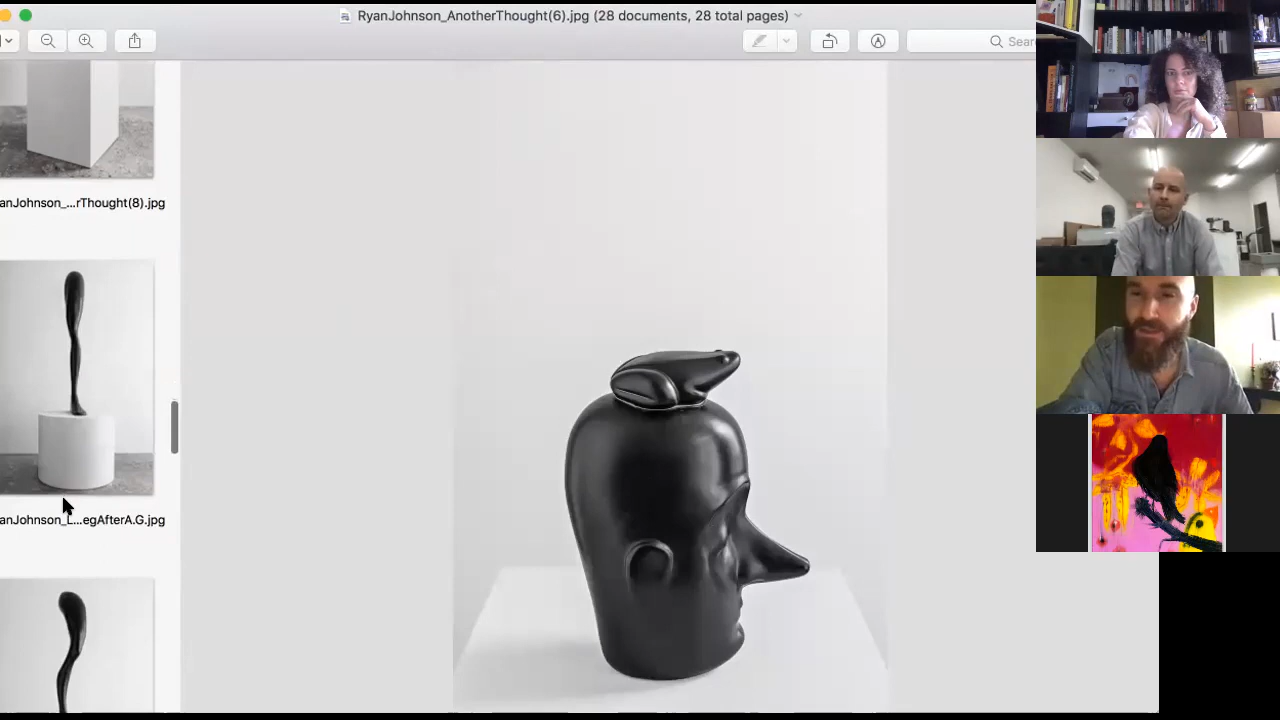 RyanJohnson_AnotherThought(6).jpg (28 documents, 28 total pages)
Sear
anJohnson_...rThought(8).jpg
anJohnson_L...egAfterA.G.jpg